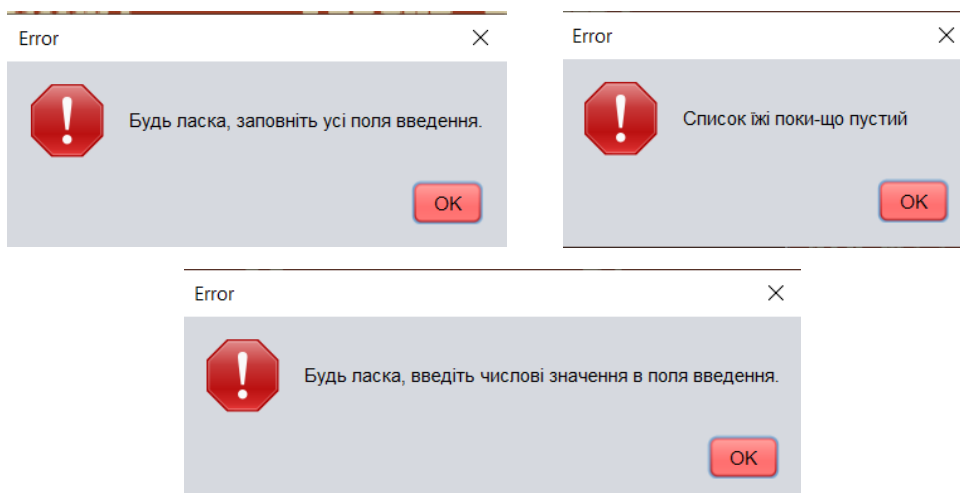 Error
Будь ласка, заповніть усі поля введення.
OK
Error
Список їжі поки-що пустий
OK
Error
Будь ласка, введіть числові значення в поля введення.
OK